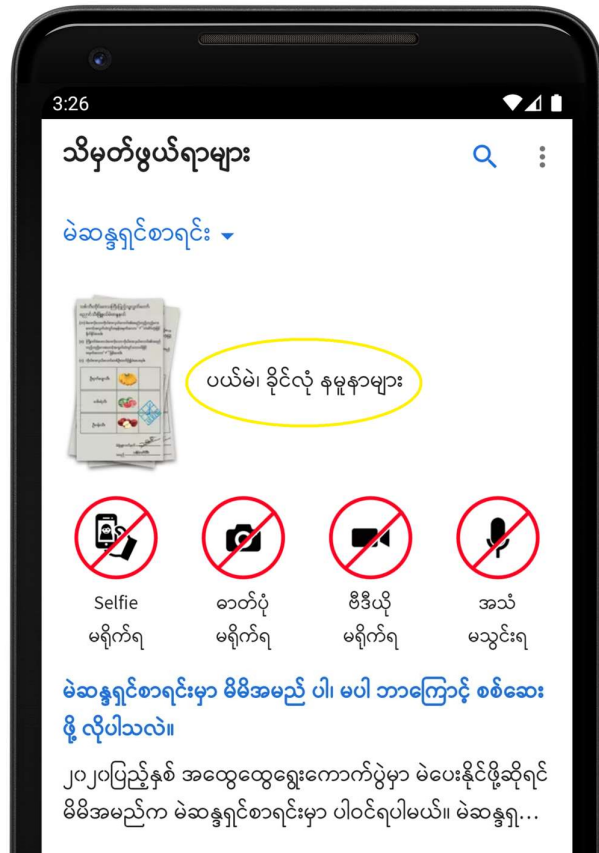 3:26
သိမှတ်ဖွယ်ရာများ
မဲဆန္ဒရှင်စာရင်း
ပယ်မဲ၊ ခိုင်လုံ နမူနာများ
Selfie မရိုက်ရ
ဓာတ်ပုံ မရိုက်ရ
ဗီဒီယို မရိုက်ရ
အသံ မသွင်းရ
မဲဆန္ဒရှင်စာရင်းမှာ မိမိအမည် ပါ၊ မပါ ဘာကြောင့် စစ်ဆေး
ဖို့ လိုပါသလဲ။
၂၀၂၀ပြည့်နှစ် အထွေထွေရွေးကောက်ပွဲမှာ မဲပေးနိုင်ဖို့ဆိုရင်
မိမိအမည်က မဲဆန္ဒရှင်စာရင်းမှာ ပါဝင်ရပါမယ်။ မဲဆန္ဒရှ...